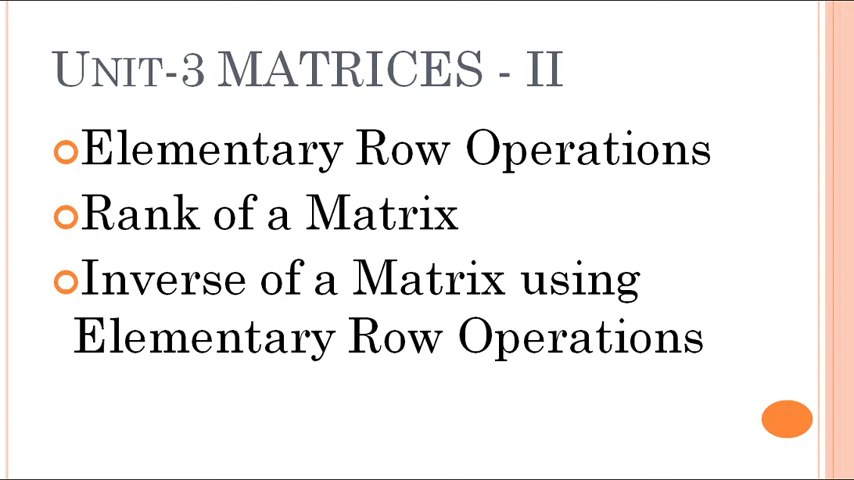 UNIT-3 MATRICES - II
Elementary Row Operations
Rank of a Matrix
Inverse of a Matrix using
Elementary Row Operations